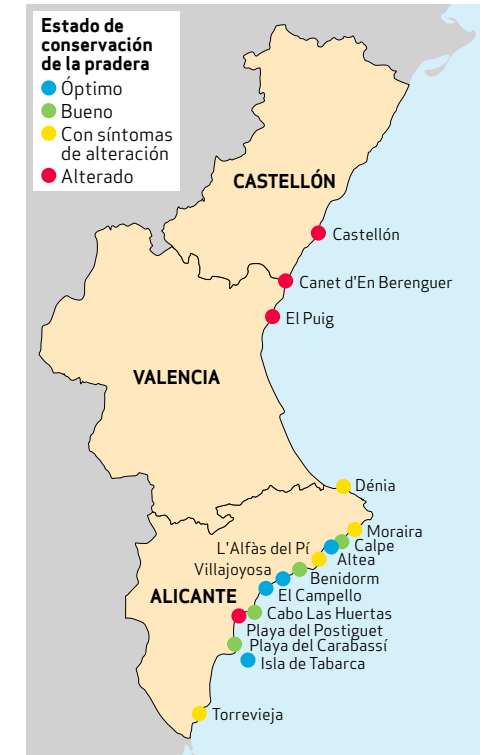 Estado de
conservación
de la pradera
Óptimo
Bueno
Con síntomas
de alteración
Alterado
CASTELLÓN
Castellón
Canet d'En Berenguer
El Puig
VALENCIA
Dénia
Moraira
Calpe
L'Alfàs del Pí
Altea
Villajoyosa
Benidorm
El Campello
ALICANTE
Cabo Las Huertas
Playa del Postiguet
Playa del Carabassí
Isla de Tabarca
Torrevieja